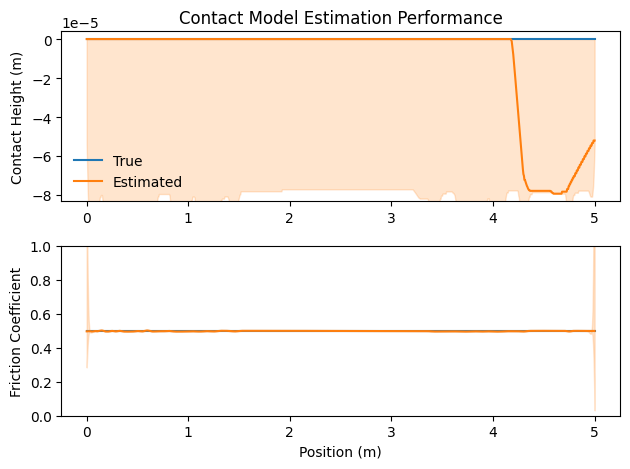 Contact Model Estimation Performance
1e−5
Contact Height (m)
0
−2
−4
−6
−8
True
Estimated
0 1 2 3 4 5
Friction Coefficient
1.0
0.8
0.6
0.4
0.2
0.0
0 1 2 3 4 5
Position (m)